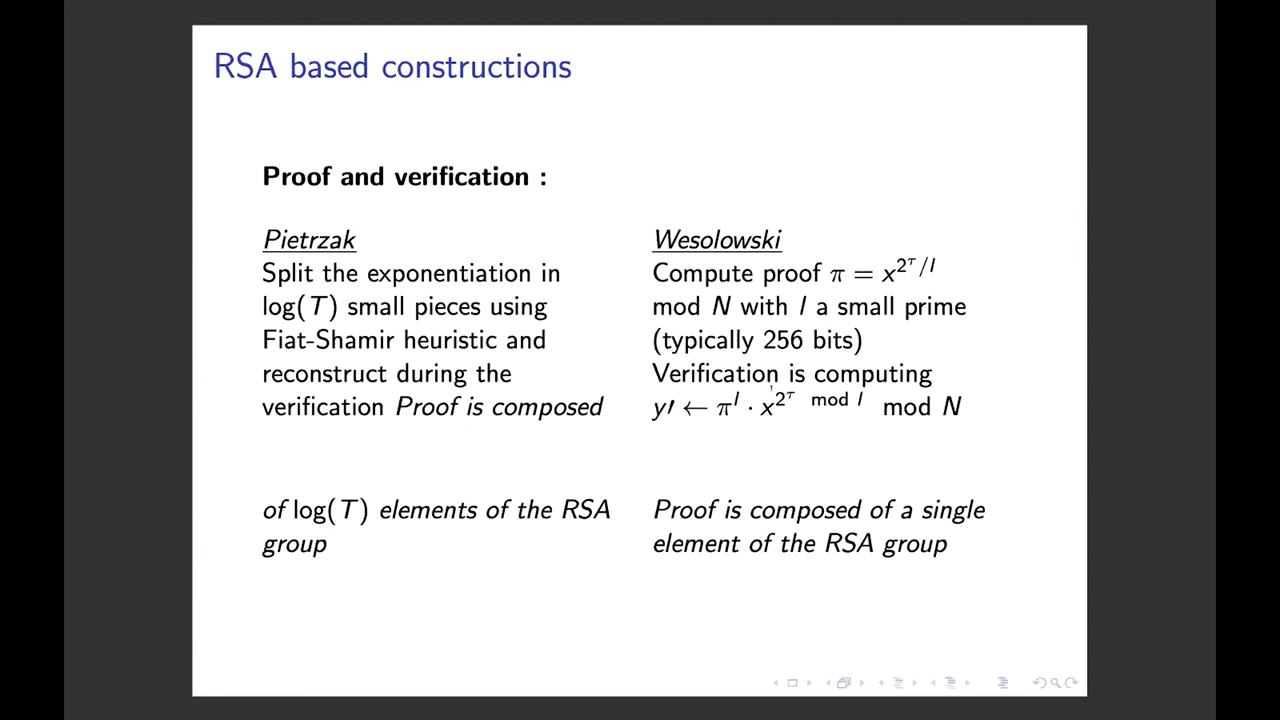 RSA based constructions
Proof and verification :
Pietrzak
Split the exponentiation in
log(T) small pieces using
Fiat-Shamir heuristic and
reconstruct during the
verification Proof is composed
of log(T) elements of the RSA
group
Wesolowski
Compute proof π = x^{2^τ/l}
mod N with l a small prime
(typically 256 bits)
Verification is computing
y′ ← π^l · x^{2^τ mod l} mod N
Proof is composed of a single
element of the RSA group